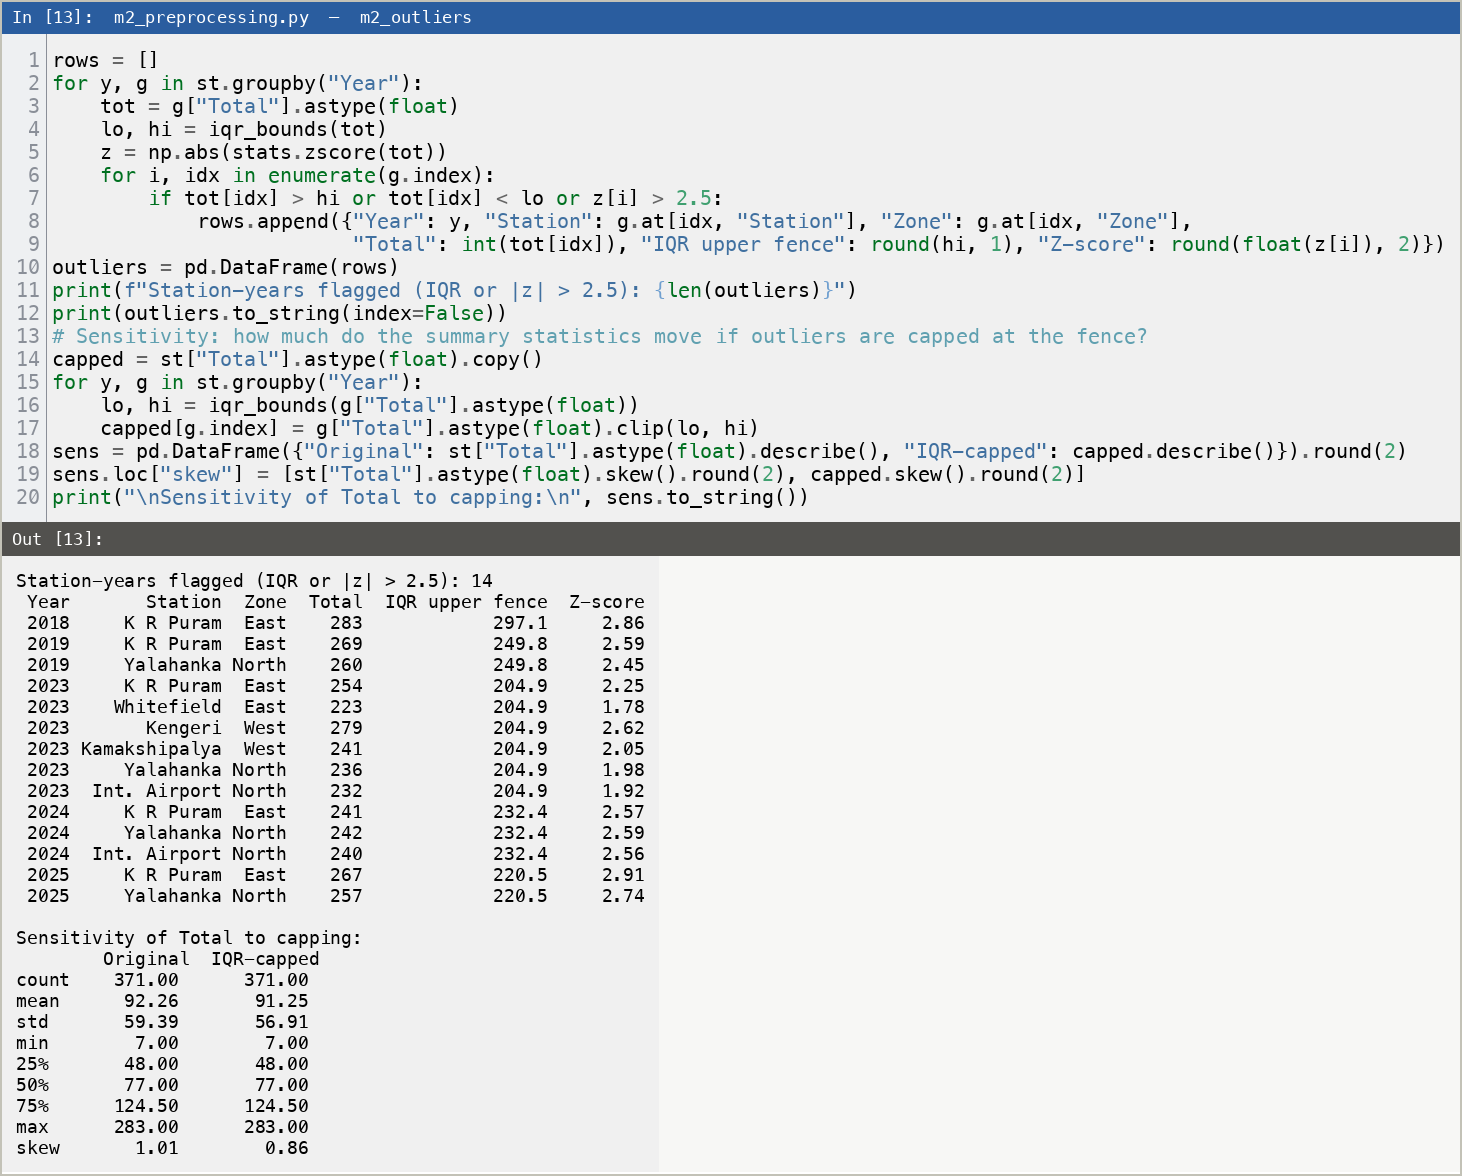 In [13]:  m2_preprocessing.py  —  m2_outliers
1 rows = []
2 for y, g in st.groupby("Year"):
3     tot = g["Total"].astype(float)
4     lo, hi = iqr_bounds(tot)
5     z = np.abs(stats.zscore(tot))
6     for i, idx in enumerate(g.index):
7         if tot[idx] > hi or tot[idx] < lo or z[i] > 2.5:
8             rows.append({"Year": y, "Station": g.at[idx, "Station"], "Zone": g.at[idx, "Zone"],
9                          "Total": int(tot[idx]), "IQR upper fence": round(hi, 1), "Z-score": round(float(z[i]), 2)})
10 outliers = pd.DataFrame(rows)
11 print(f"Station-years flagged (IQR or |z| > 2.5): {len(outliers)}")
12 print(outliers.to_string(index=False))
13 # Sensitivity: how much do the summary statistics move if outliers are capped at the fence?
14 capped = st["Total"].astype(float).copy()
15 for y, g in st.groupby("Year"):
16     lo, hi = iqr_bounds(g["Total"].astype(float))
17     capped[g.index] = g["Total"].astype(float).clip(lo, hi)
18 sens = pd.DataFrame({"Original": st["Total"].astype(float).describe(), "IQR-capped": capped.describe()}).round(2)
19 sens.loc["skew"] = [st["Total"].astype(float).skew().round(2), capped.skew().round(2)]
20 print("\nSensitivity of Total to capping:\n", sens.to_string())
Out [13]:
Station-years flagged (IQR or |z| > 2.5): 14
 Year       Station  Zone  Total  IQR upper fence  Z-score
 2018     K R Puram  East    283            297.1     2.86
 2019     K R Puram  East    269            249.8     2.59
 2019     Yalahanka North    260            249.8     2.45
 2023     K R Puram  East    254            204.9     2.25
 2023    Whitefield  East    223            204.9     1.78
 2023       Kengeri  West    279            204.9     2.62
 2023 Kamakshipalya  West    241            204.9     2.05
 2023     Yalahanka North    236            204.9     1.98
 2023  Int. Airport North    232            204.9     1.92
 2024     K R Puram  East    241            232.4     2.57
 2024     Yalahanka North    242            232.4     2.59
 2024  Int. Airport North    240            232.4     2.56
 2025     K R Puram  East    267            220.5     2.91
 2025     Yalahanka North    257            220.5     2.74
Sensitivity of Total to capping:
        Original  IQR-capped
count    371.00      371.00
mean      92.26       91.25
std       59.39       56.91
min        7.00        7.00
25%       48.00       48.00
50%       77.00       77.00
75%      124.50      124.50
max      283.00      283.00
skew       1.01        0.86